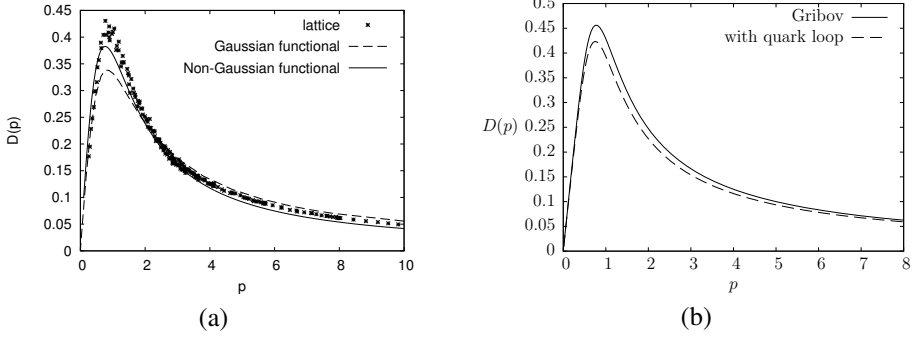 lattice
Gaussian functional
Non-Gaussian functional
0.45
0.4
0.35
0.3
0.25
0.2
0.15
0.1
0.05
0
D(p)
0 2 4 6 8 10
p
(a)
Gribov
with quark loop
0.5
0.45
0.4
0.35
0.3
0.25
0.2
0.15
0.1
0.05
0
D(p)
0 1 2 3 4 5 6 7 8
p
(b)